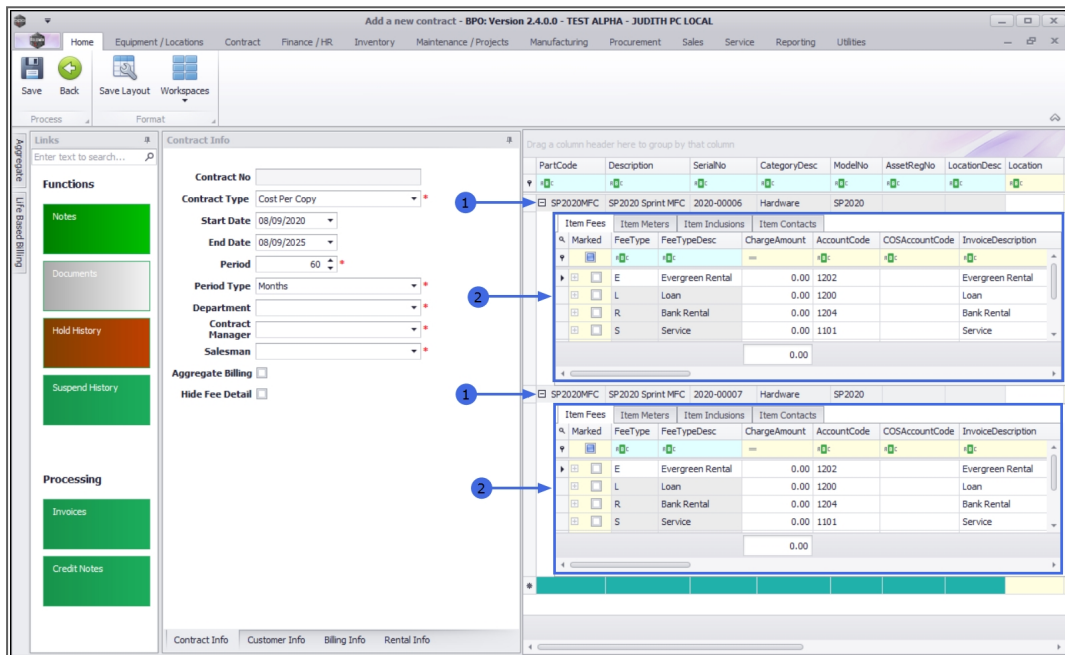 Add a new contract - BPO: Version 2.4.0.0 - TEST ALPHA - JUDITH PC LOCAL
Home Equipment / Locations Contract Finance / HR Inventory Maintenance / Projects Manufacturing Procurement Sales Service Reporting Utilities
Save Back Save Layout Workspaces
Process Format
Aggregate
Life Based Billing
Links
Enter text to search...
Functions
Notes
Documents
Hold History
Suspend History
Processing
Invoices
Credit Notes
Contract Info
Contract No
Contract Type Cost Per Copy *
Start Date 08/09/2020
End Date 08/09/2025
Period 60 *
Period Type Months *
Department *
Contract Manager *
Salesman *
Aggregate Billing
Hide Fee Detail
Contract Info Customer Info Billing Info Rental Info
Drag a column header here to group by that column
PartCode Description SerialNo CategoryDesc ModelNo AssetRegNo LocationDesc Location
1 SP2020MFC SP2020 Sprint MFC 2020-00006 Hardware SP2020
Item Fees Item Meters Item Inclusions Item Contacts
Marked FeeType FeeTypeDesc ChargeAmount AccountCode COSAccountCode InvoiceDescription
E Evergreen Rental 0.00 1202 Evergreen Rental
2 L Loan 0.00 1200 Loan
R Bank Rental 0.00 1204 Bank Rental
S Service 0.00 1101 Service
0.00
1 SP2020MFC SP2020 Sprint MFC 2020-00007 Hardware SP2020
Item Fees Item Meters Item Inclusions Item Contacts
Marked FeeType FeeTypeDesc ChargeAmount AccountCode COSAccountCode InvoiceDescription
E Evergreen Rental 0.00 1202 Evergreen Rental
2 L Loan 0.00 1200 Loan
R Bank Rental 0.00 1204 Bank Rental
S Service 0.00 1101 Service
0.00